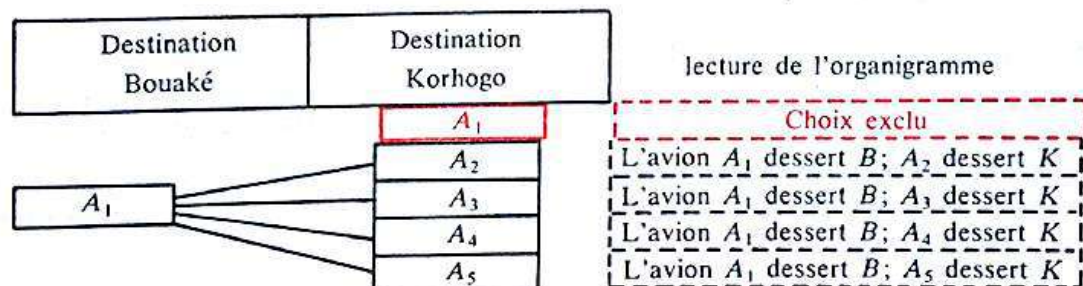 Destination Bouaké
Destination Korhogo
lecture de l'organigramme
A₁
Choix exclu
A₂
L'avion A₁ dessert B; A₂ dessert K
A₁
A₃
L'avion A₁ dessert B; A₃ dessert K
A₄
L'avion A₁ dessert B; A₄ dessert K
A₅
L'avion A₁ dessert B; A₅ dessert K